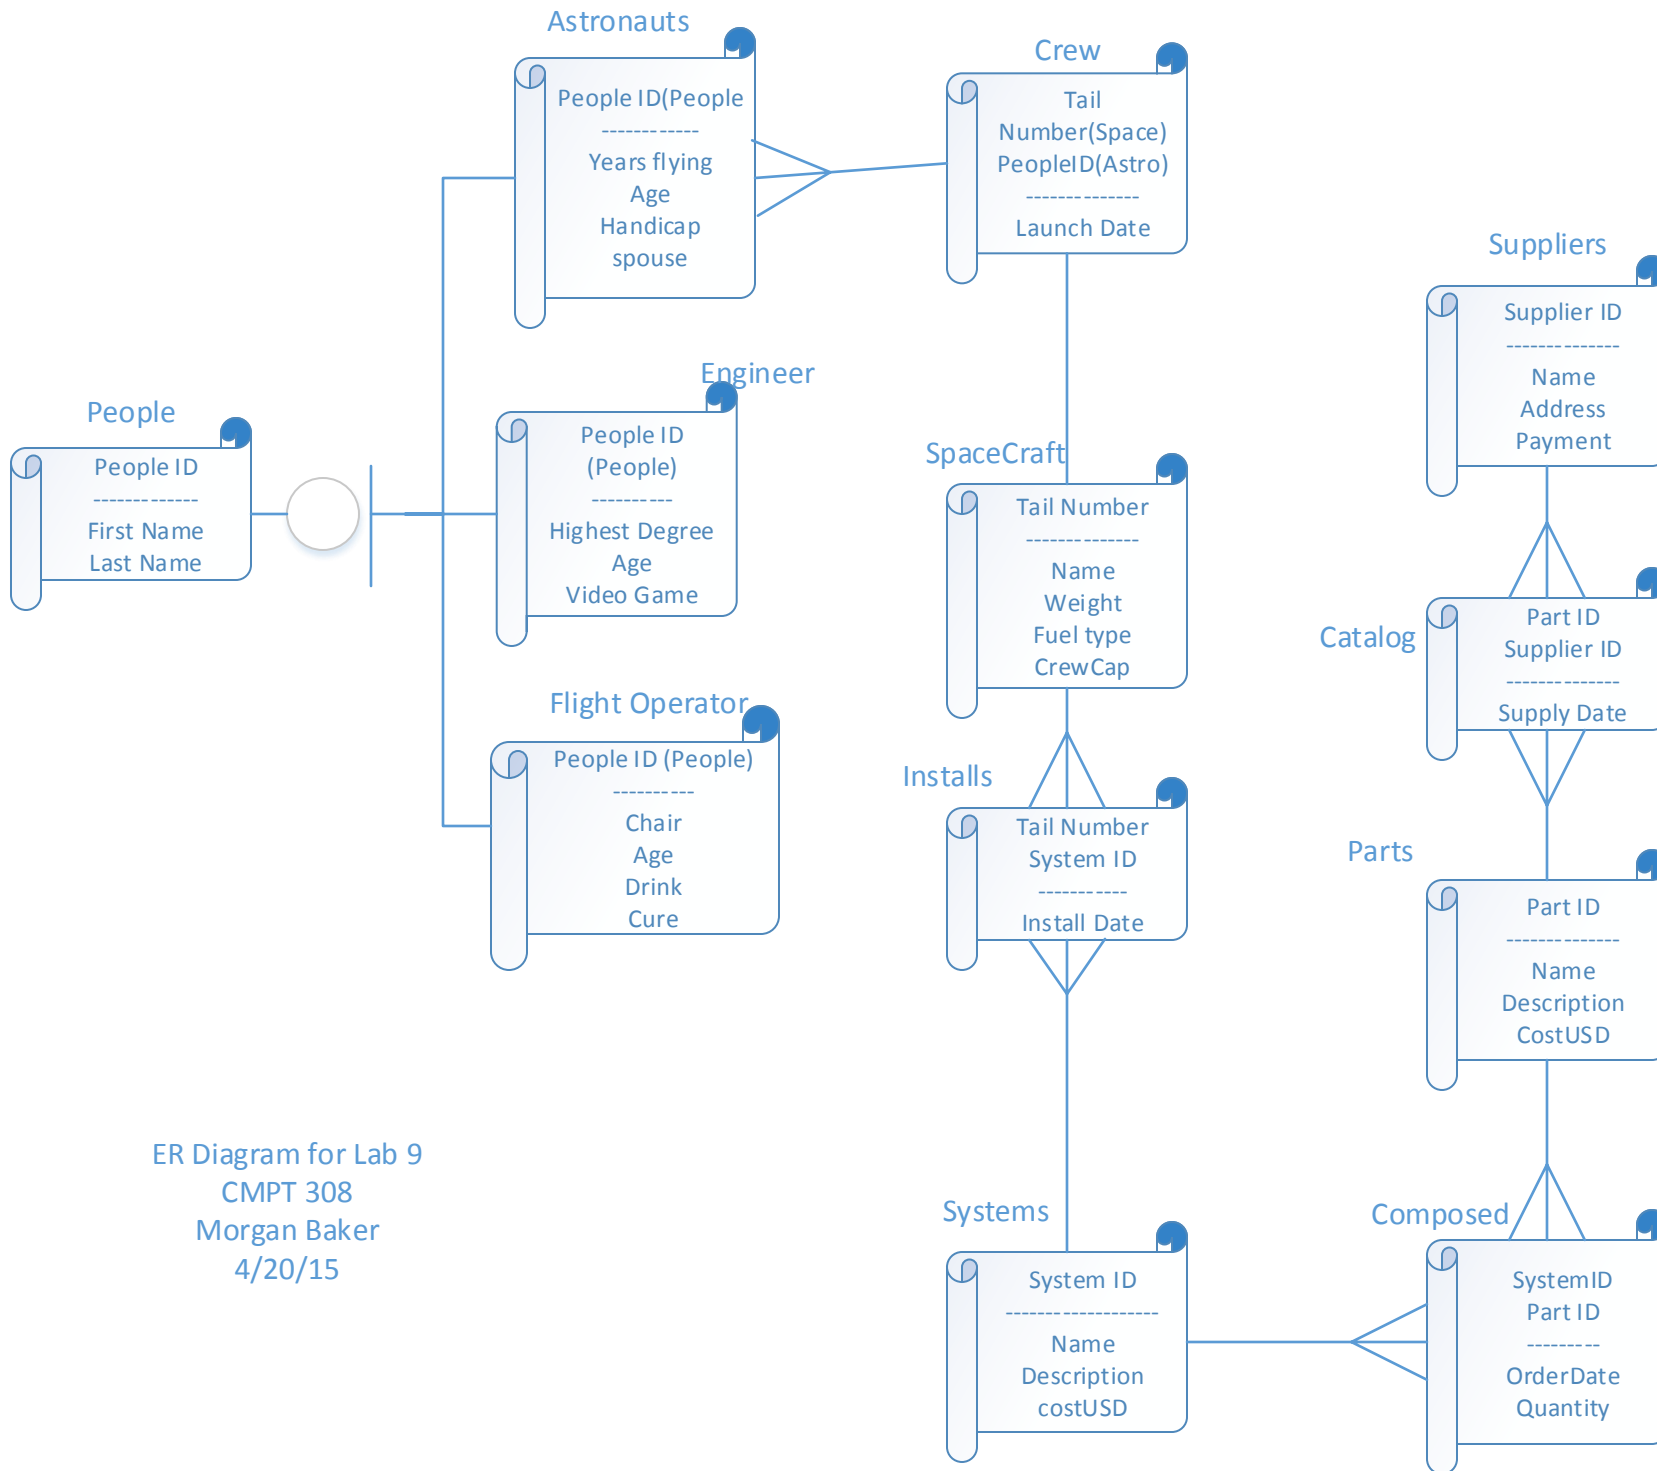 Astronauts
People ID(People
------------
Years flying
Age
Handicap
spouse
Crew
Tail
Number(Space)
PeopleID(Astro)
--------------
Launch Date
Suppliers
Supplier ID
--------------
Name
Address
Payment
Engineer
People ID
(People)
----------
Highest Degree
Age
Video Game
People
People ID
-------------
First Name
Last Name
SpaceCraft
Tail Number
--------------
Name
Weight
Fuel type
CrewCap
Catalog
Part ID
Supplier ID
--------------
Supply Date
Flight Operator
People ID (People)
----------
Chair
Age
Drink
Cure
Installs
Tail Number
System ID
-----------
Install Date
Parts
Part ID
--------------
Name
Description
CostUSD
ER Diagram for Lab 9
CMPT 308
Morgan Baker
4/20/15
Systems
System ID
-------------------
Name
Description
costUSD
Composed
SystemID
Part ID
---------
OrderDate
Quantity